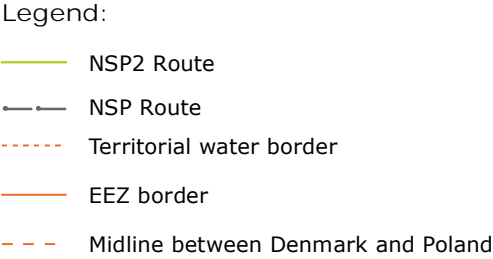 Legend:
NSP2 Route
NSP Route
Territorial water border
EEZ border
Midline between Denmark and Poland